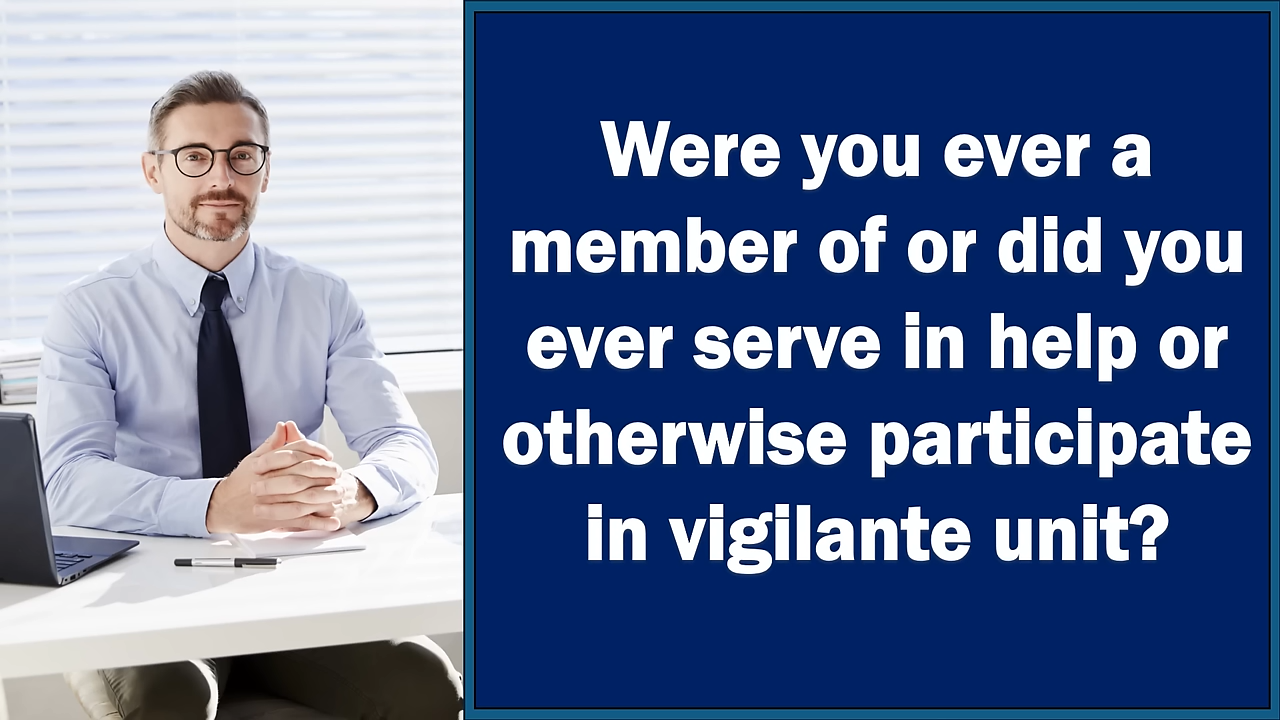 Were you ever a
member of or did you
ever serve in help or
otherwise participate
in vigilante unit?